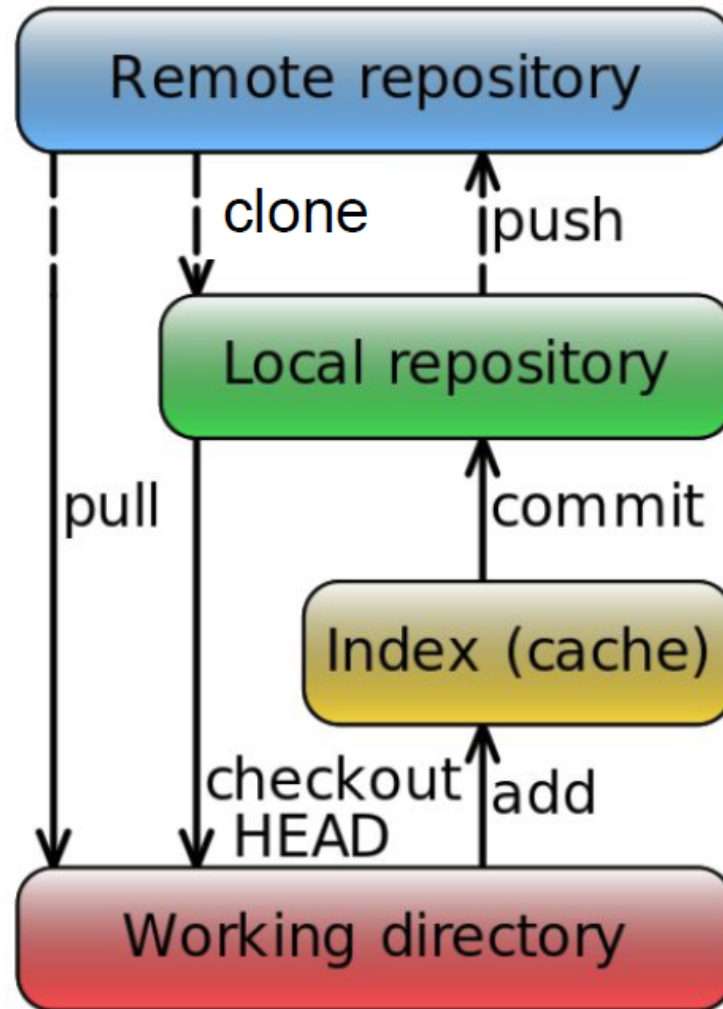 Remote repository
clone
push
Local repository
pull
commit
Index (cache)
checkout
HEAD
add
Working directory